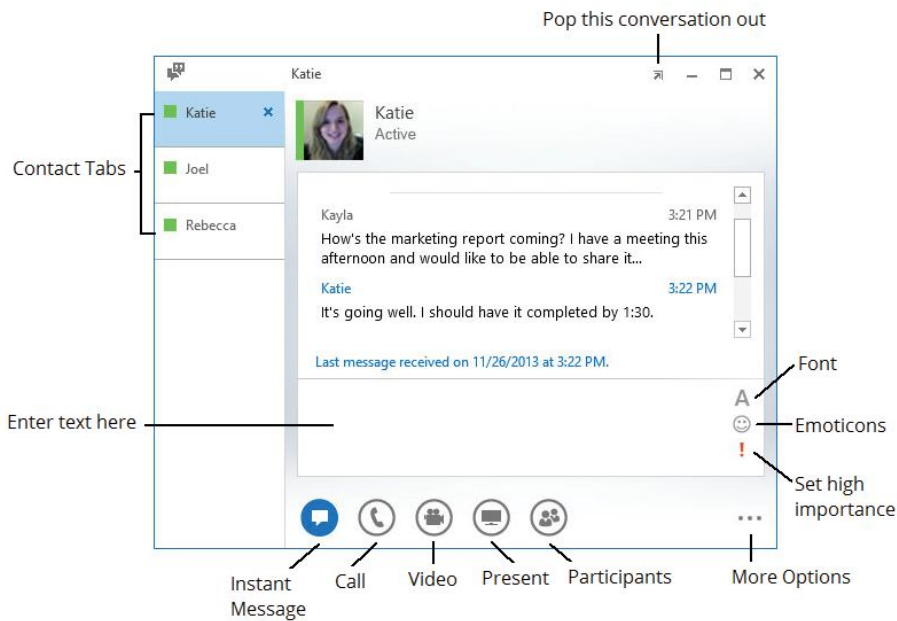 Pop this conversation out
Katie
Katie
Katie
Active
Contact Tabs
Joel
Rebecca
Kayla 3:21 PM
How's the marketing report coming? I have a meeting this
afternoon and would like to be able to share it...
Katie 3:22 PM
It's going well. I should have it completed by 1:30.
Last message received on 11/26/2013 at 3:22 PM.
Font
Enter text here
Emoticons
Set high
importance
Instant
Message
Call
Video
Present
Participants
More Options